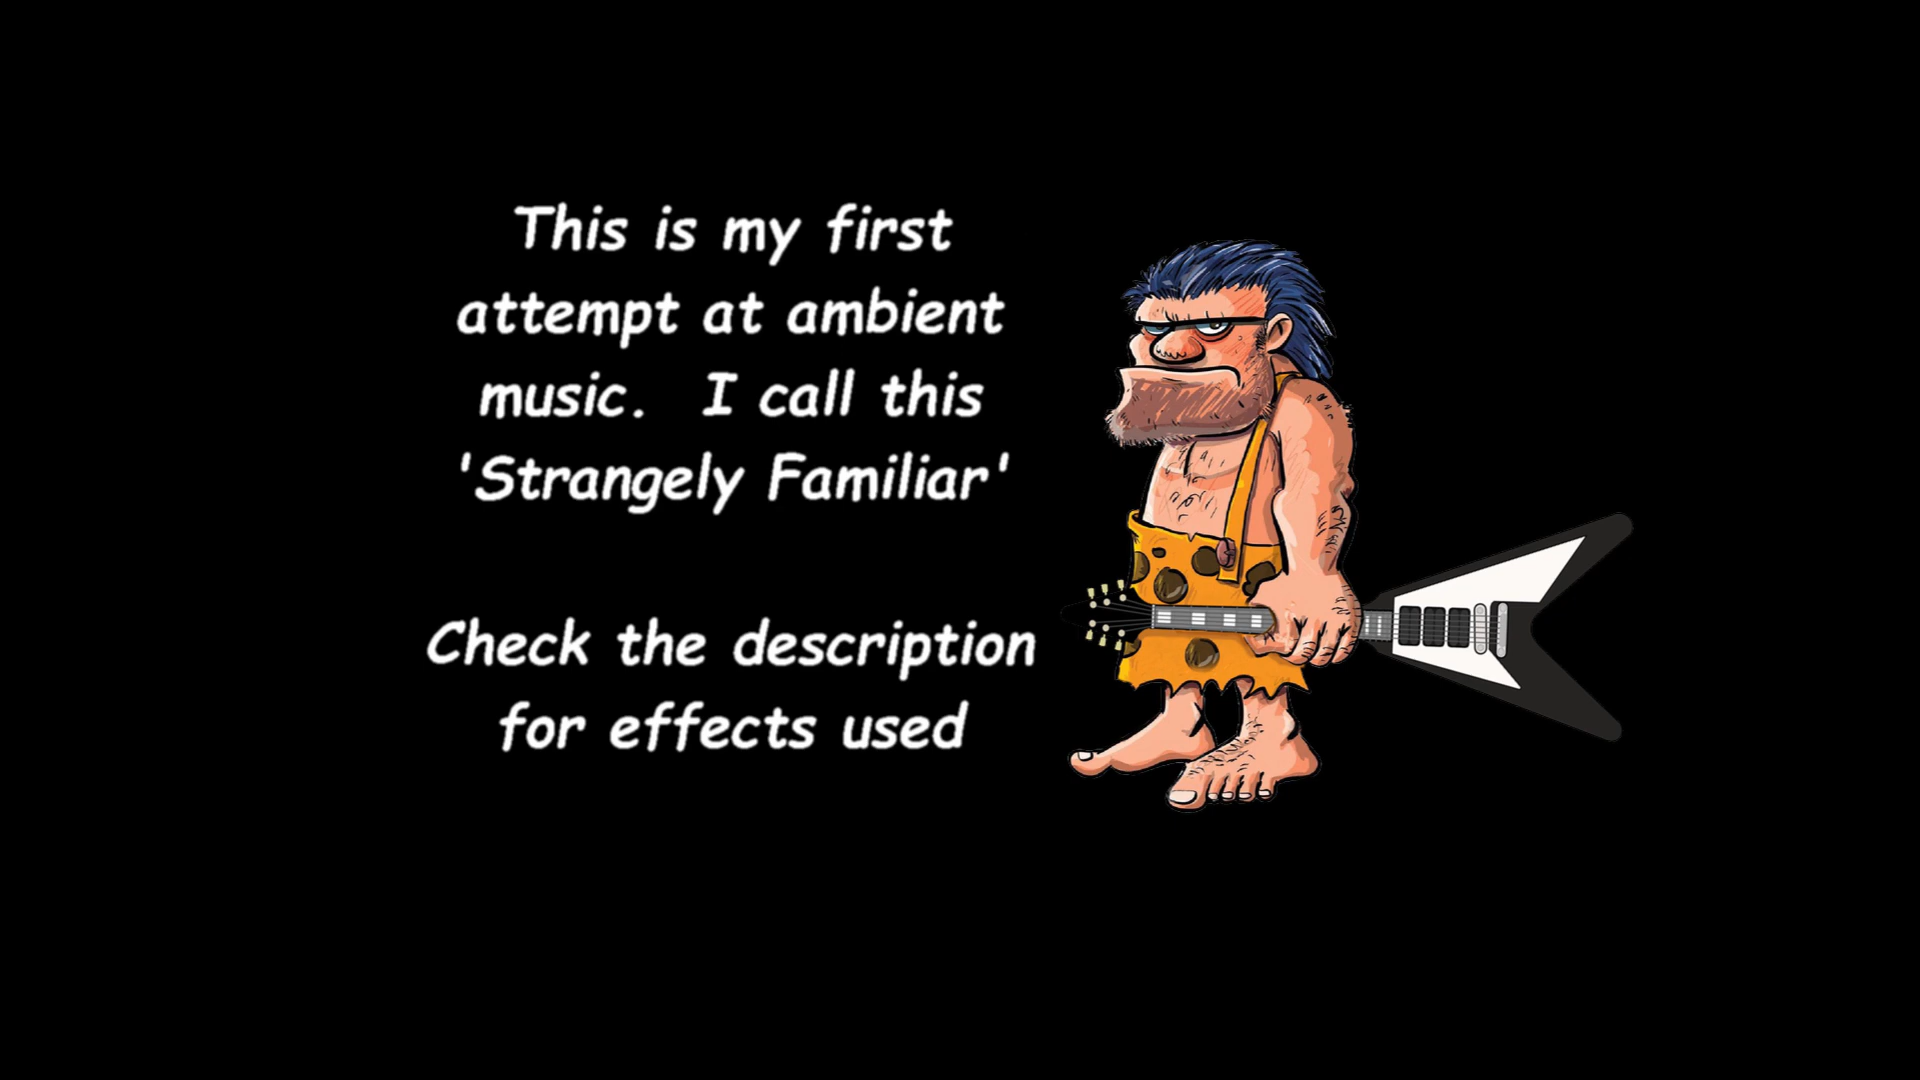 This is my first
attempt at ambient
music.  I call this
'Strangely Familiar'
Check the description
for effects used